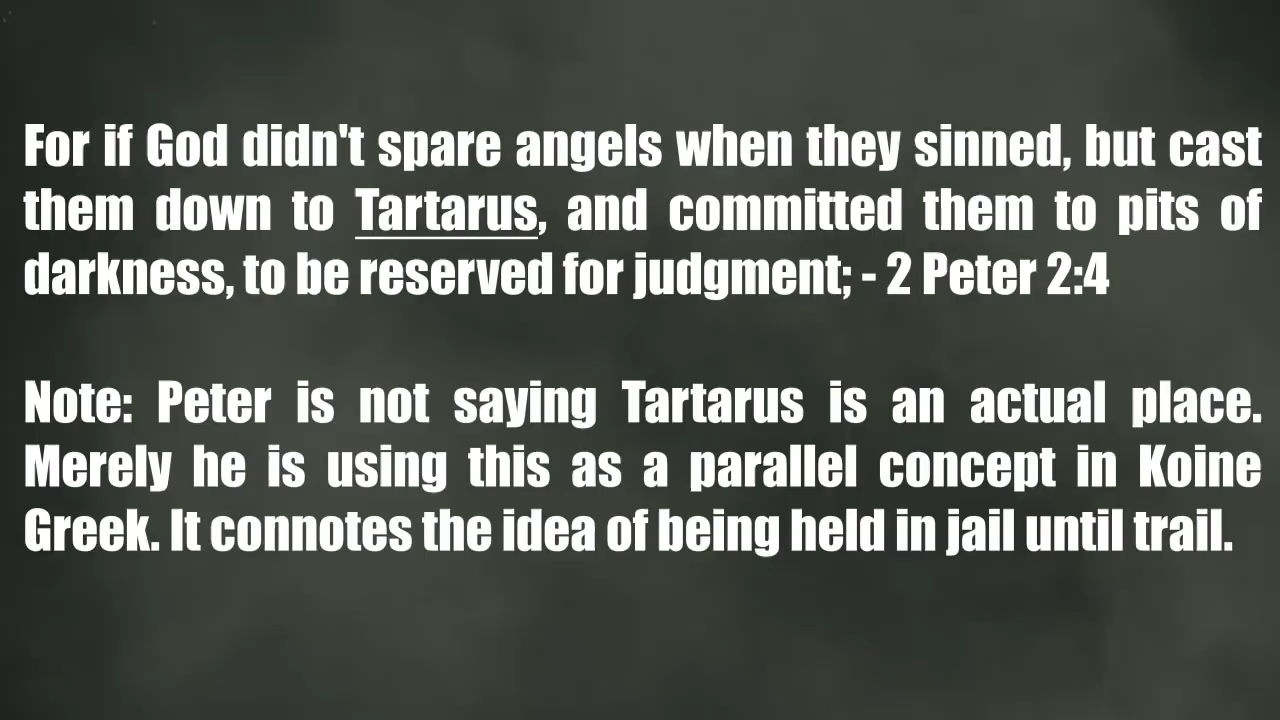 For if God didn't spare angels when they sinned, but cast
them down to Tartarus, and committed them to pits of
darkness, to be reserved for judgment; - 2 Peter 2:4
Note: Peter is not saying Tartarus is an actual place.
Merely he is using this as a parallel concept in Koine
Greek. It connotes the idea of being held in jail until trail.